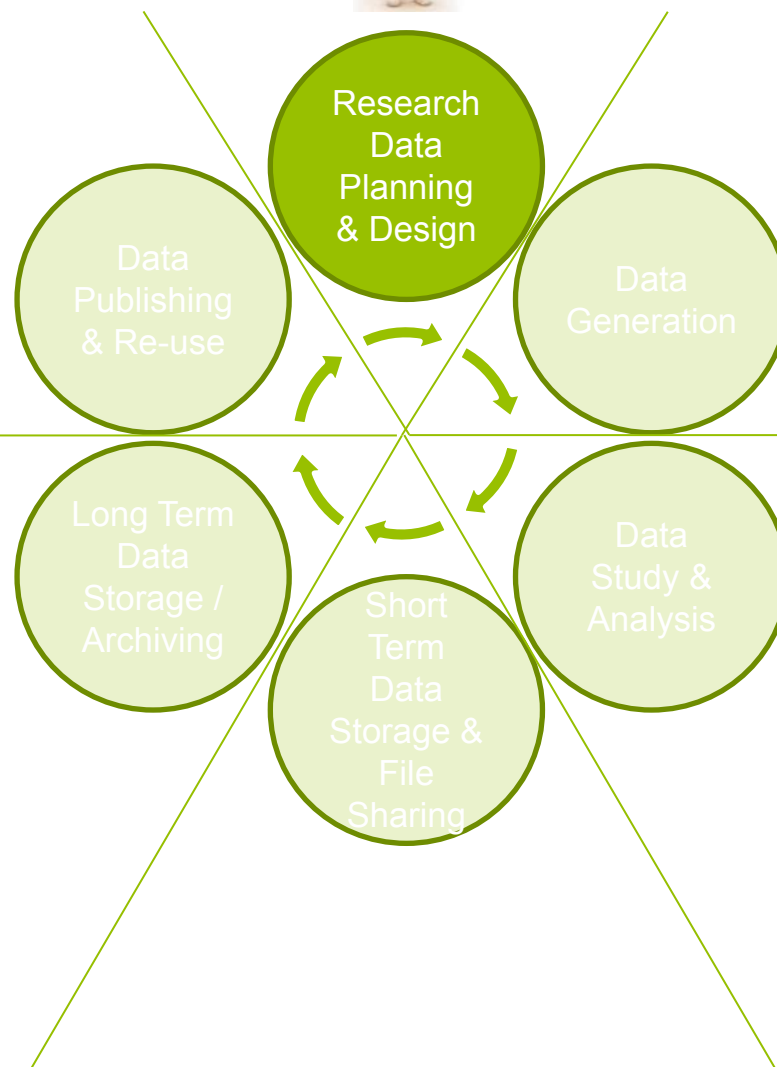 Research
Data
Planning
& Design
Data
Generation
Data
Study &
Analysis
Short
Term
Data
Storage &
File
Sharing
Long Term
Data
Storage /
Archiving
Data
Publishing
& Re-use